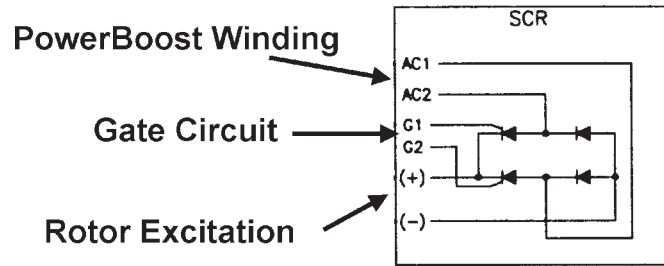 PowerBoost Winding
SCR
AC1
AC2
Gate Circuit
G1
G2
(+)
(-)
Rotor Excitation